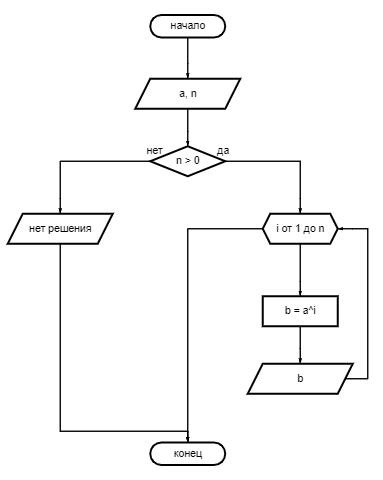 начало
a, n
нет
да
n > 0
нет решения
i от 1 до n
b = a^i
b
конец